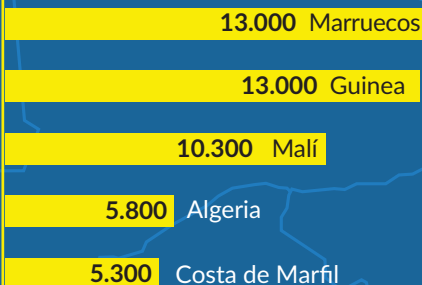 13.000 Marruecos
13.000 Guinea
10.300 Malí
5.800 Algeria
5.300 Costa de Marfil